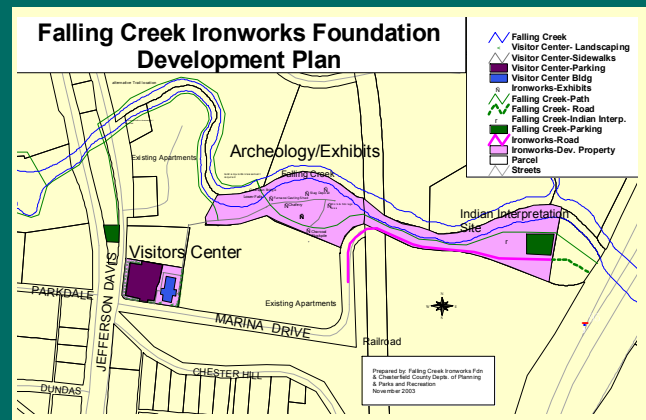 Falling Creek Ironworks Foundation
Development Plan
Falling Creek
Visitor Center- Landscaping
Visitor Center-Sidewalks
Visitor Center-Parking
Visitor Center Bldg
Ñ Ironworks-Exhibits
Falling Creek-Path
Falling Creek- Road
r Falling Creek-Indian Interp.
Falling Creek-Parking
Ironworks-Road
Ironworks-Dev. Property
Parcel
Streets
Existing Apartments
Archeology/Exhibits
Falling Creek
Indian Interpretation
Site
r
Visitors Center
JEFFERSON DAVIS
PARKDALE
Existing Apartments
MARINA DRIVE
Railroad
CHESTER HILL
DUNDAS
Prepared by: Falling Creek Ironworks Fdn
& Chesterfield County Depts. of Planning
& Parks and Recreation
November 2003